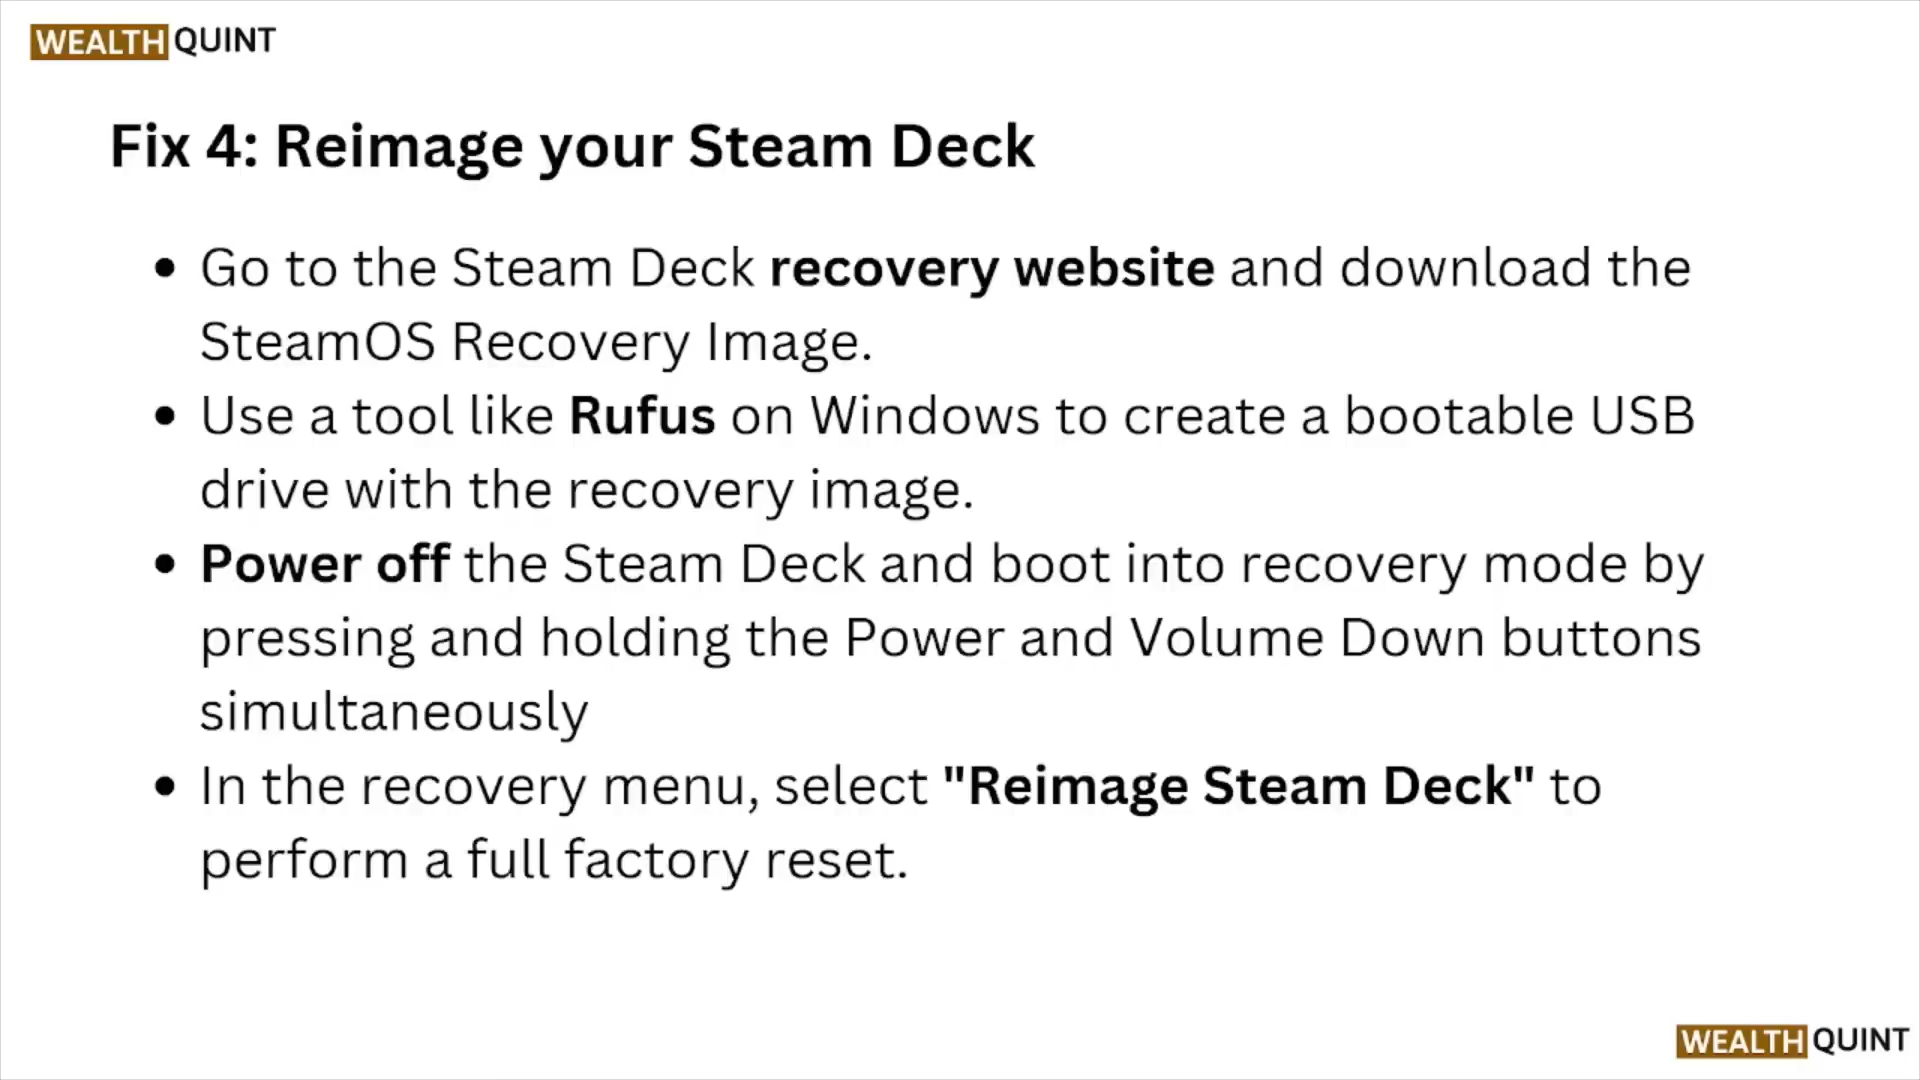 WEALTH QUINT
Fix 4: Reimage your Steam Deck
• Go to the Steam Deck recovery website and download the
SteamOS Recovery Image.
• Use a tool like Rufus on Windows to create a bootable USB
drive with the recovery image.
• Power off the Steam Deck and boot into recovery mode by
pressing and holding the Power and Volume Down buttons
simultaneously
• In the recovery menu, select "Reimage Steam Deck" to
perform a full factory reset.
WEALTH QUINT